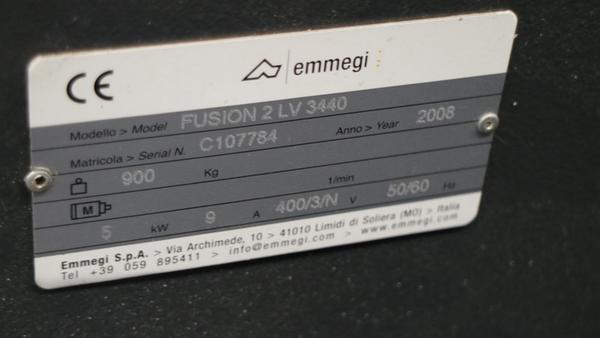 CE
emmegi
Modello > Model FUSION 2 LV 3440
Matricola > Serial N. C107784 Anno > Year 2008
900 Kg 1/min
M 5 kW 9 A 400/3/N V 50/60 Hz
Emmegi S.p.A. > Via Archimede, 10 > 41010 Limidi di Soliera (MO) > Italia
Tel +39 059 895411 > info@emmegi.com > www.emmegi.com